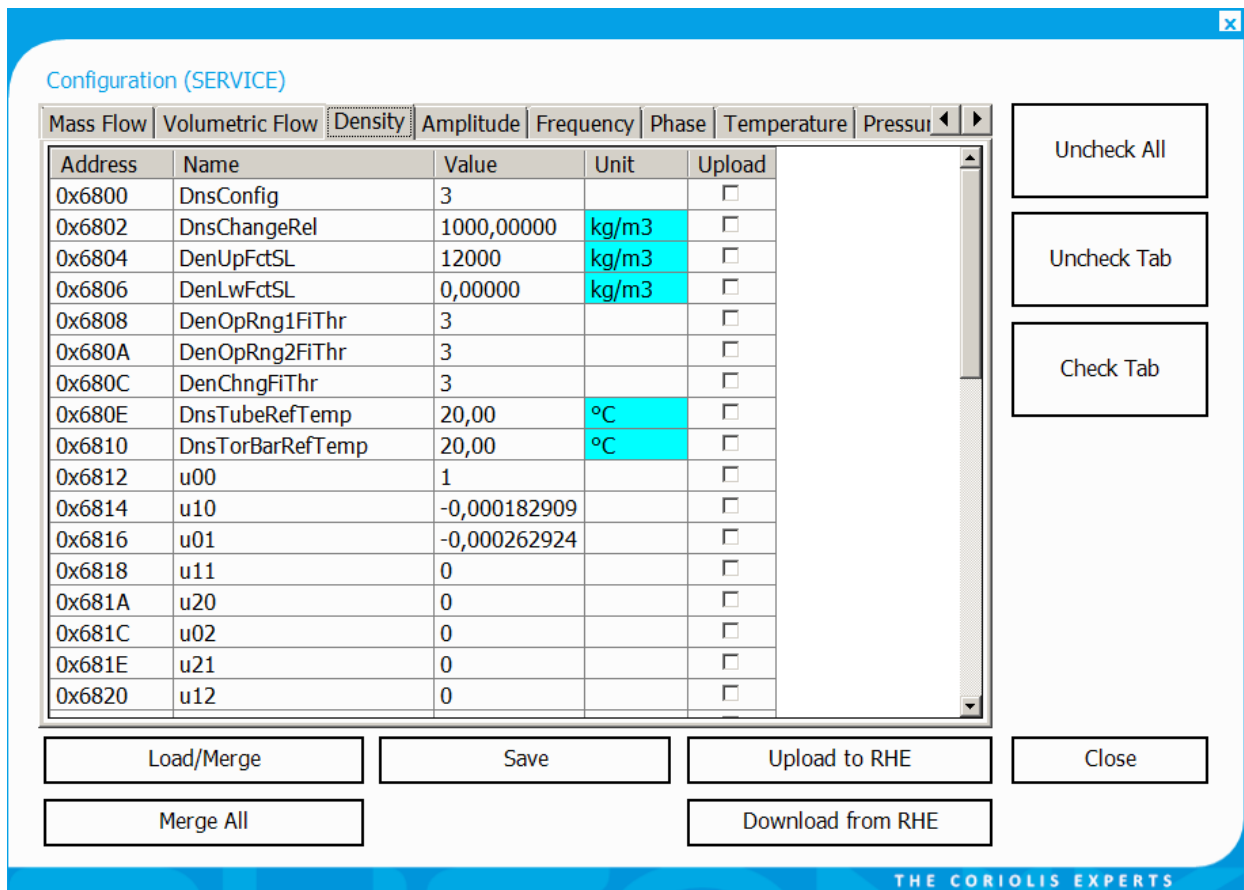 x
Configuration (SERVICE)
Mass Flow Volumetric Flow Density Amplitude Frequency Phase Temperature Pressur
Uncheck All
Address Name Value Unit Upload
0x6800 DnsConfig 3
0x6802 DnsChangeRel 1000,00000 kg/m3
0x6804 DenUpFctSL 12000 kg/m3
Uncheck Tab
0x6806 DenLwFctSL 0,00000 kg/m3
0x6808 DenOpRng1FiThr 3
0x680A DenOpRng2FiThr 3
0x680C DenChngFiThr 3
Check Tab
0x680E DnsTubeRefTemp 20,00 °C
0x6810 DnsTorBarRefTemp 20,00 °C
0x6812 u00 1
0x6814 u10 -0,000182909
0x6816 u01 -0,000262924
0x6818 u11 0
0x681A u20 0
0x681C u02 0
0x681E u21 0
0x6820 u12 0
Load/Merge Save Upload to RHE Close
Merge All Download from RHE
THE CORIOLIS EXPERTS